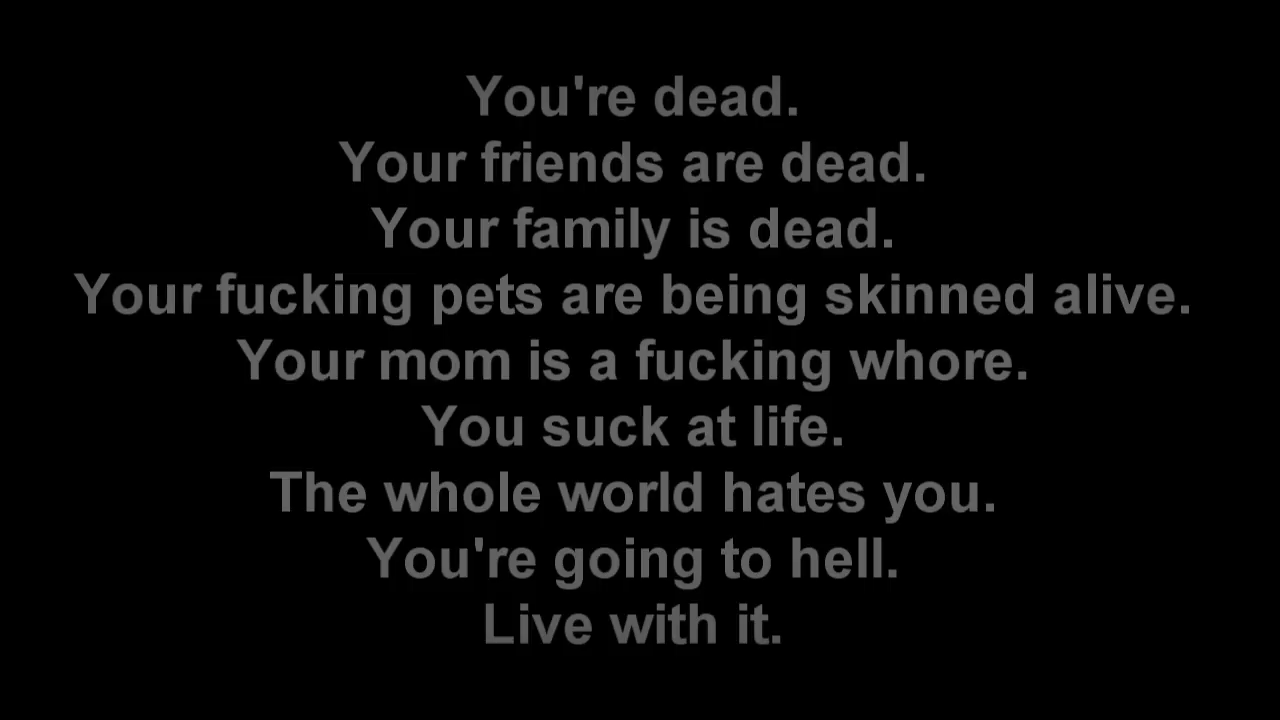 You're dead.
Your friends are dead.
Your family is dead.
Your fucking pets are being skinned alive.
Your mom is a fucking whore.
You suck at life.
The whole world hates you.
You're going to hell.
Live with it.